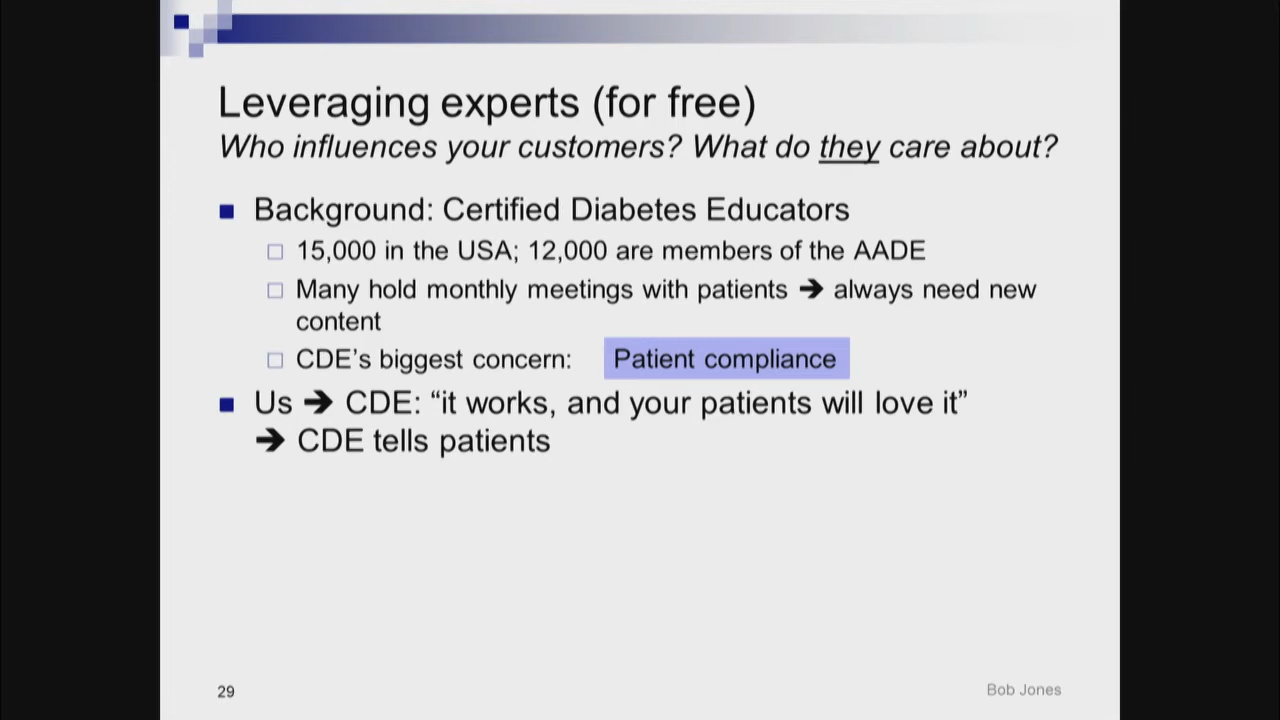 Leveraging experts (for free)
Who influences your customers? What do they care about?
Background: Certified Diabetes Educators
15,000 in the USA; 12,000 are members of the AADE
Many hold monthly meetings with patients ➔ always need new
content
CDE’s biggest concern: Patient compliance
Us ➔ CDE: “it works, and your patients will love it”
➔ CDE tells patients
29
Bob Jones